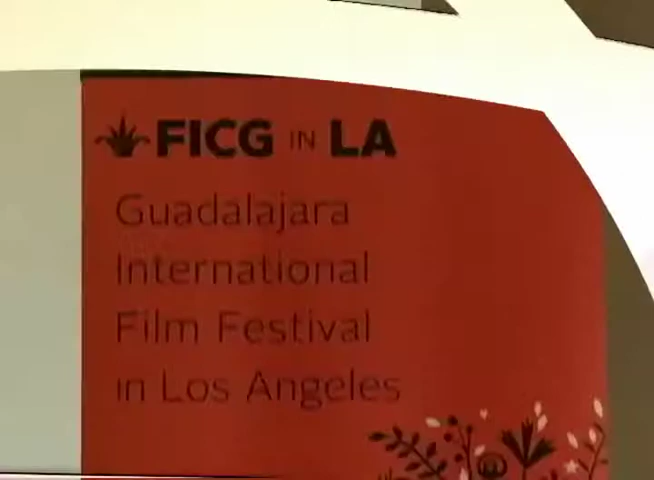 FICG IN LA
Guadalajara
International
Film Festival
in Los Angeles